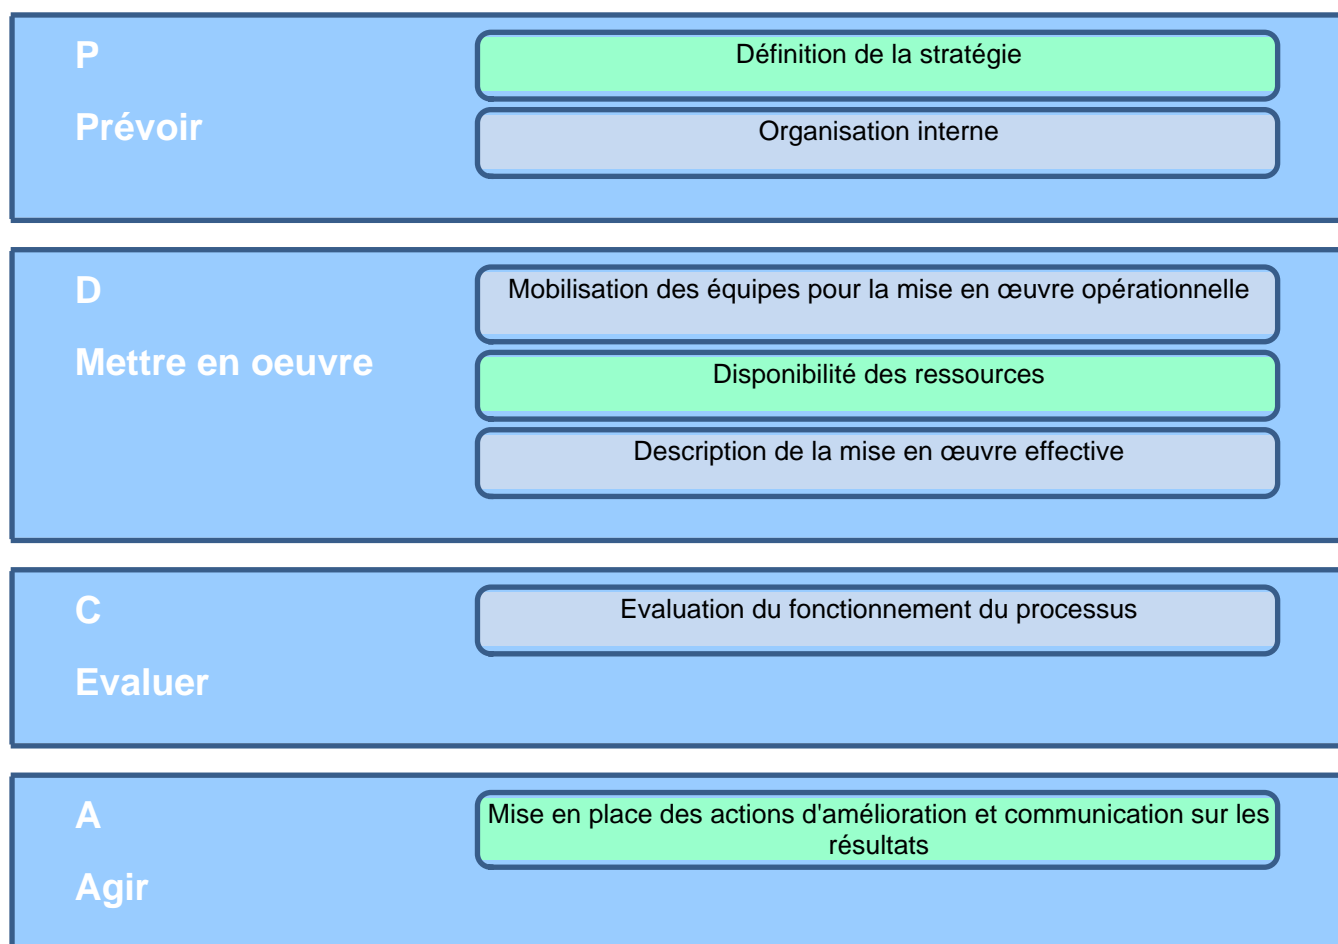 P
Prévoir
Définition de la stratégie
Organisation interne
D
Mettre en oeuvre
Mobilisation des équipes pour la mise en œuvre opérationnelle
Disponibilité des ressources
Description de la mise en œuvre effective
C
Evaluer
Evaluation du fonctionnement du processus
A
Agir
Mise en place des actions d'amélioration et communication sur les
résultats